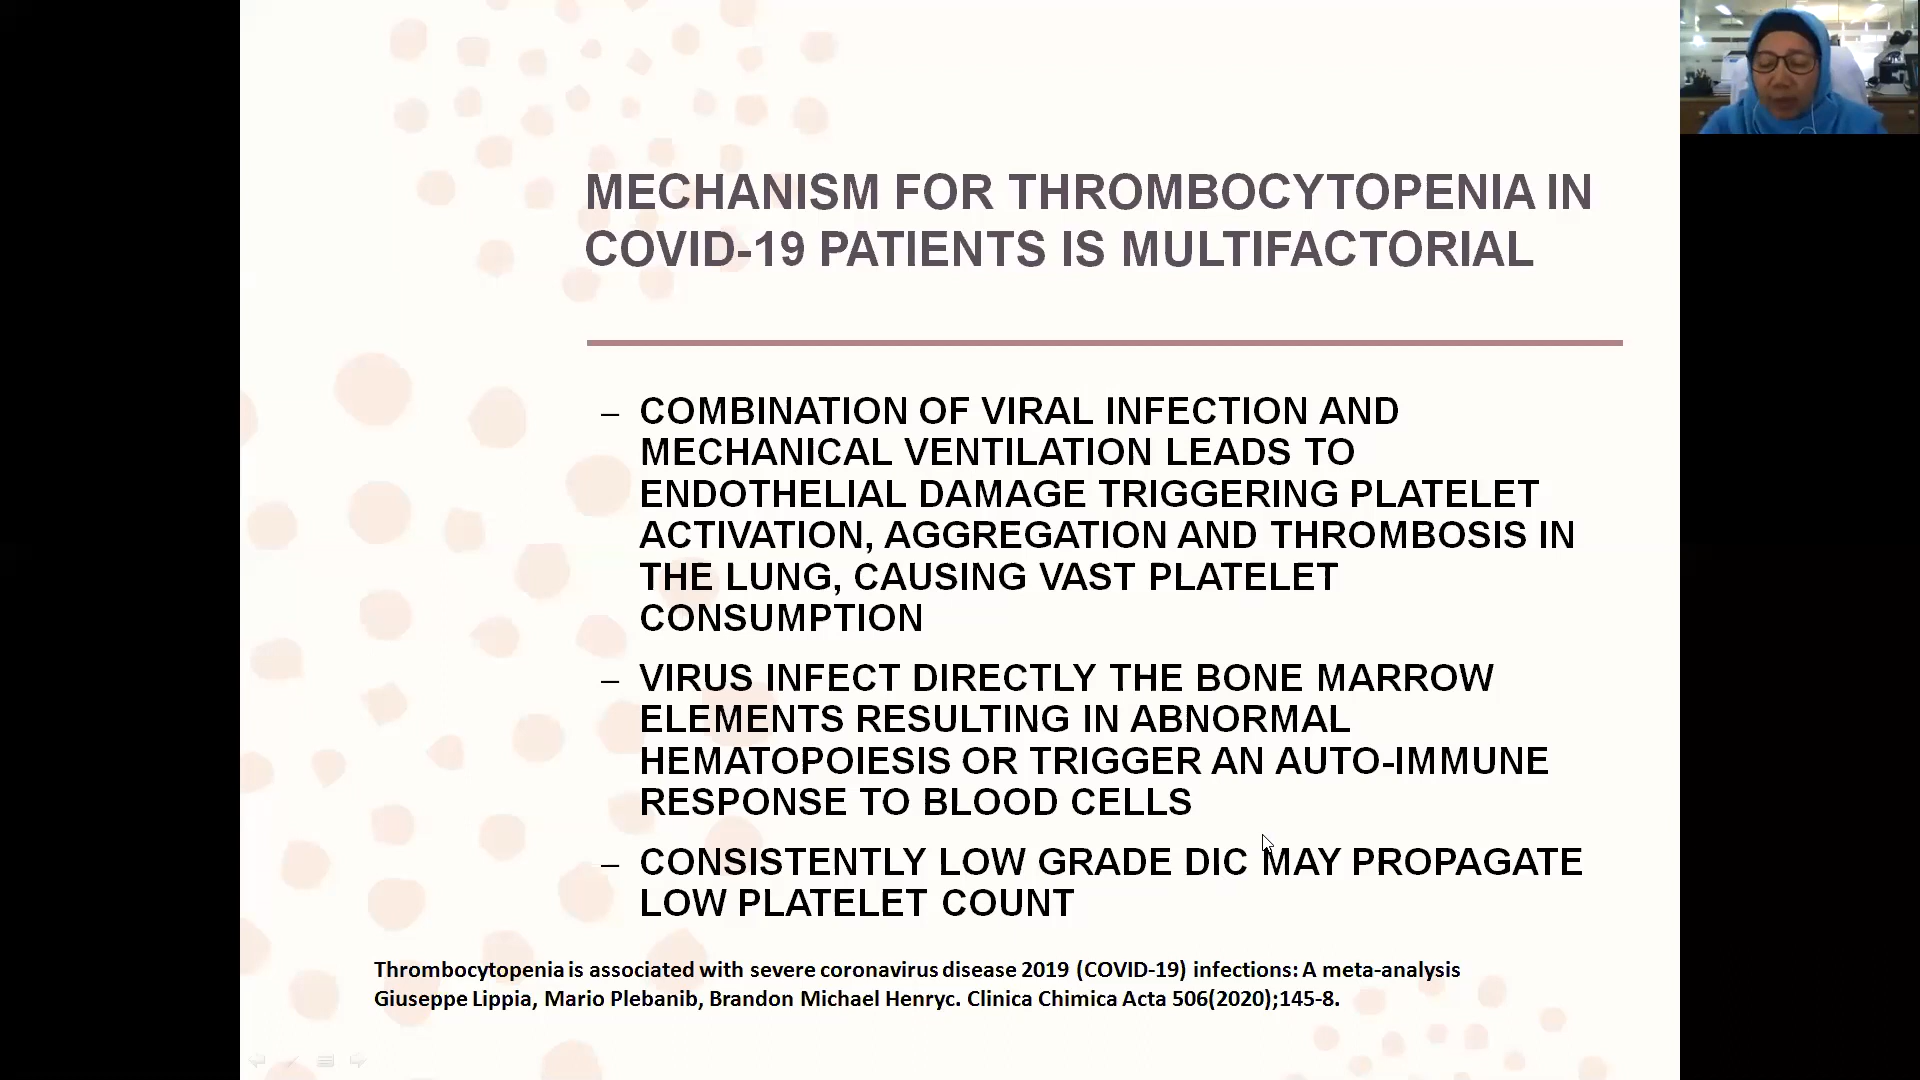 MECHANISM FOR THROMBOCYTOPENIA IN
COVID-19 PATIENTS IS MULTIFACTORIAL
– COMBINATION OF VIRAL INFECTION AND
MECHANICAL VENTILATION LEADS TO
ENDOTHELIAL DAMAGE TRIGGERING PLATELET
ACTIVATION, AGGREGATION AND THROMBOSIS IN
THE LUNG, CAUSING VAST PLATELET
CONSUMPTION
– VIRUS INFECT DIRECTLY THE BONE MARROW
ELEMENTS RESULTING IN ABNORMAL
HEMATOPOIESIS OR TRIGGER AN AUTO-IMMUNE
RESPONSE TO BLOOD CELLS
– CONSISTENTLY LOW GRADE DIC MAY PROPAGATE
LOW PLATELET COUNT
Thrombocytopenia is associated with severe coronavirus disease 2019 (COVID-19) infections: A meta-analysis
Giuseppe Lippia, Mario Plebanib, Brandon Michael Henryc. Clinica Chimica Acta 506(2020);145-8.